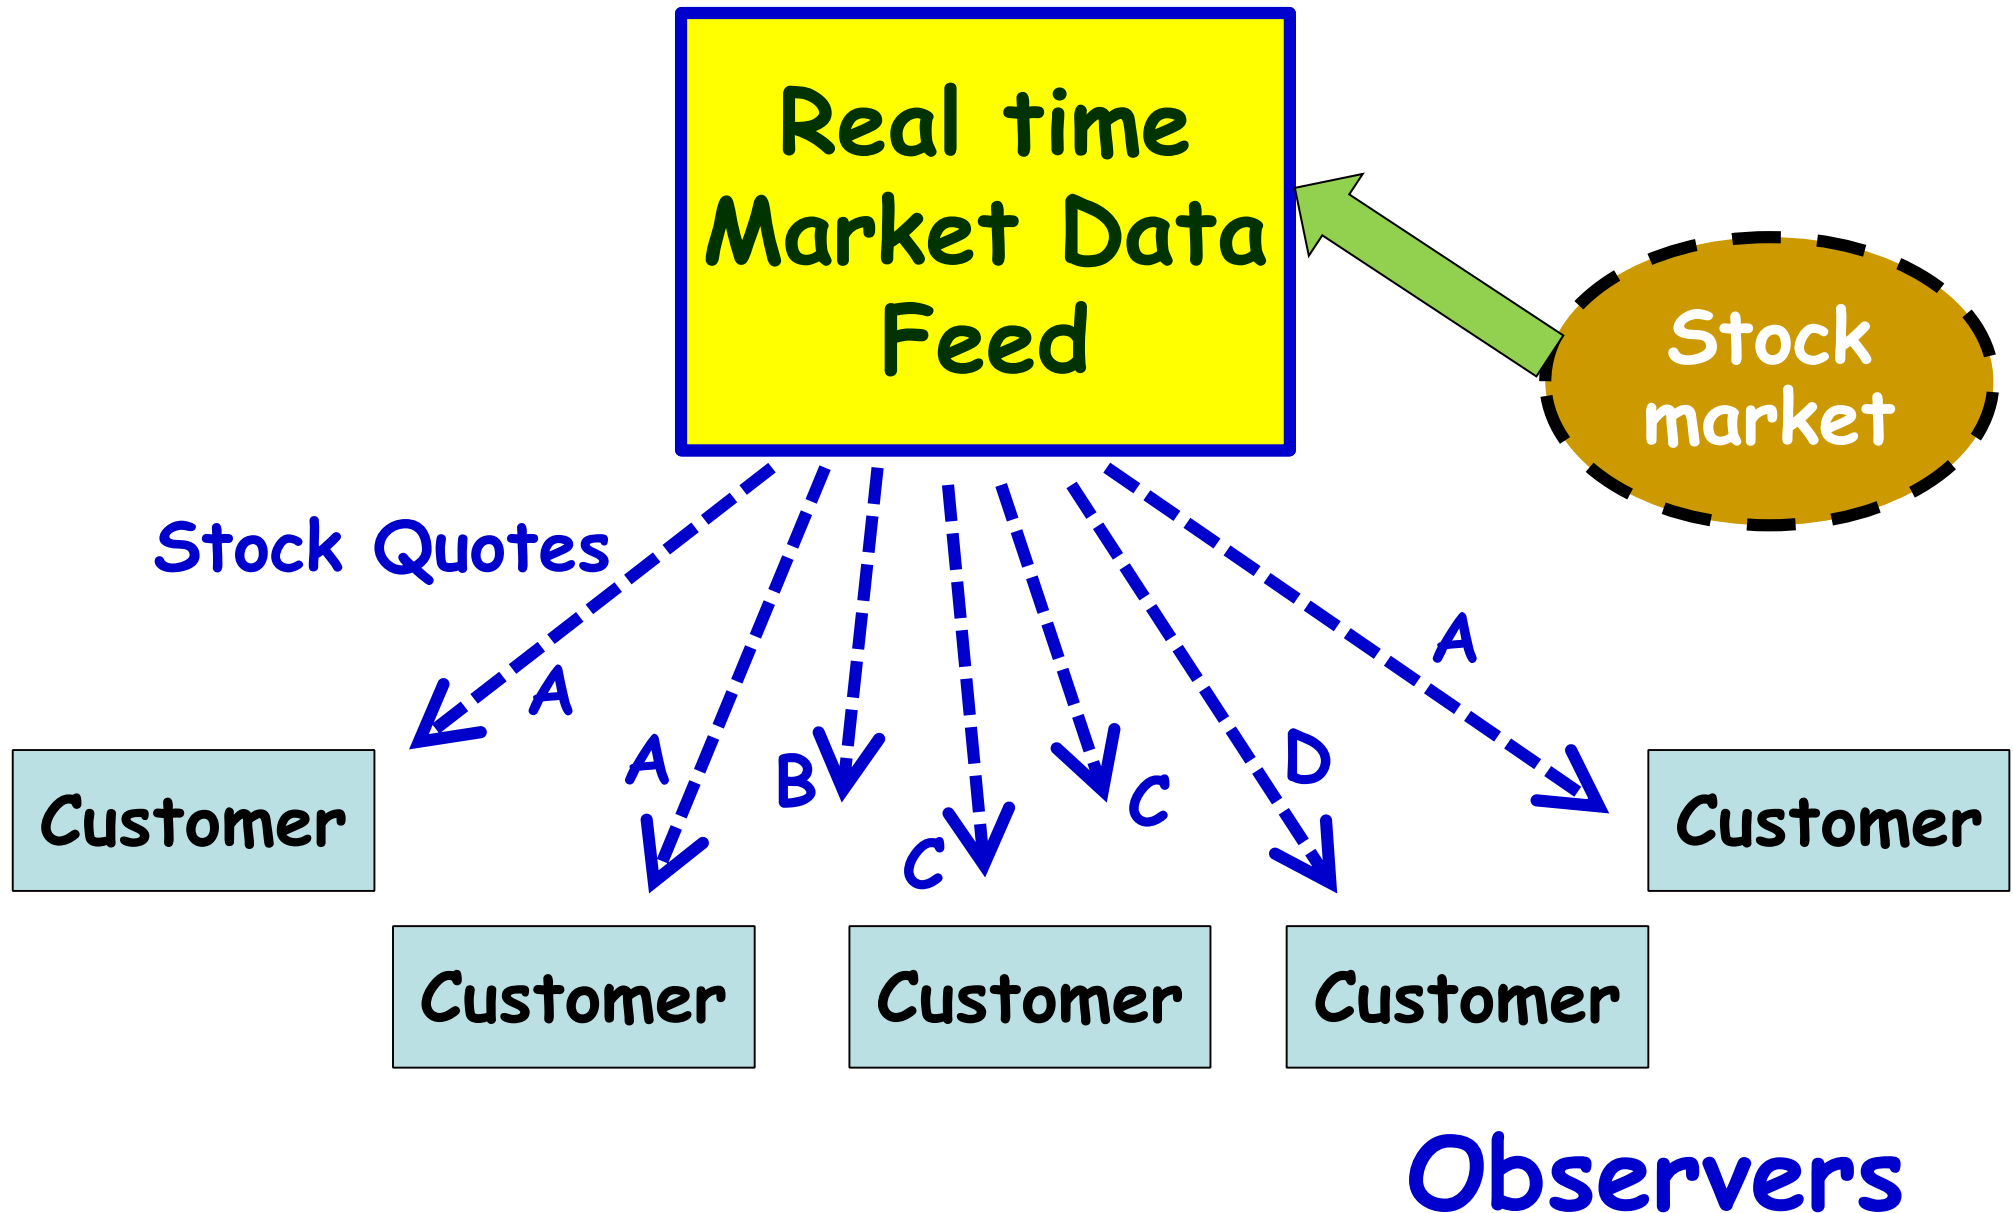 Real time
Market Data
Feed
Stock
market
Stock Quotes
A
A
A
B
D
C
C
Customer
Customer
Customer
Customer
Customer
Observers